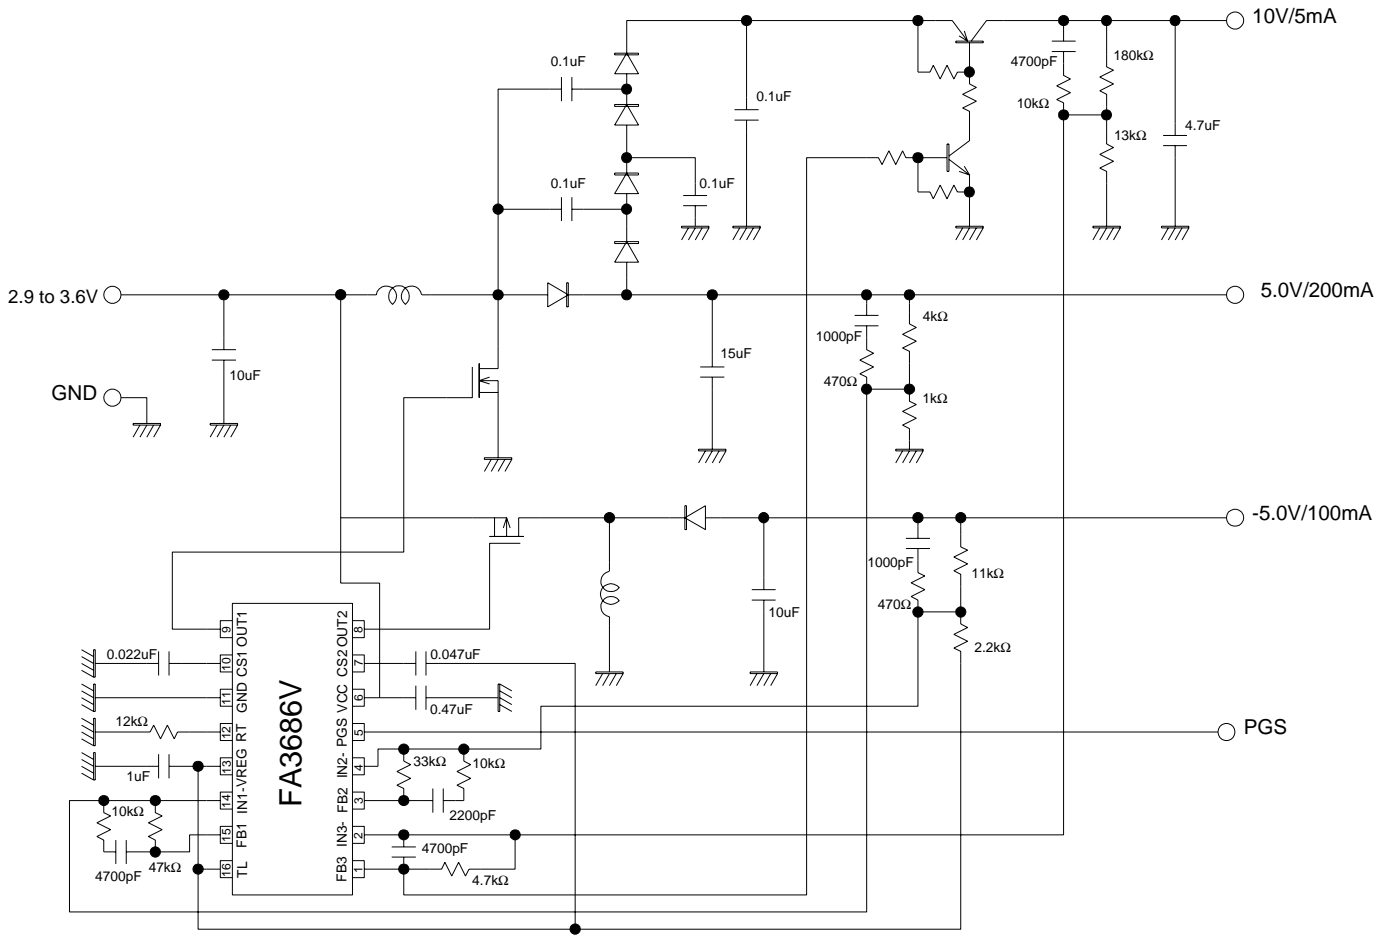 10V/5mA
0.1uF
4700pF
180kΩ
0.1uF
10kΩ
4.7uF
13kΩ
0.1uF
0.1uF
2.9 to 3.6V
5.0V/200mA
4kΩ
1000pF
15uF
10uF
470Ω
GND
1kΩ
-5.0V/100mA
1000pF
11kΩ
470Ω
10uF
2.2kΩ
FA3686V
9 OUT1
OUT2 8
0.022uF
10 CS1
CS2 7
0.047uF
11 GND
VCC 6
0.47uF
12kΩ
12 RT
PGS 5
PGS
1uF
13 VREG
IN2- 4
33kΩ
10kΩ
14 IN1-
FB2 3
2200pF
10kΩ
15 FB1
IN3- 2
4700pF
4700pF
47kΩ
16 TL
FB3 1
4.7kΩ